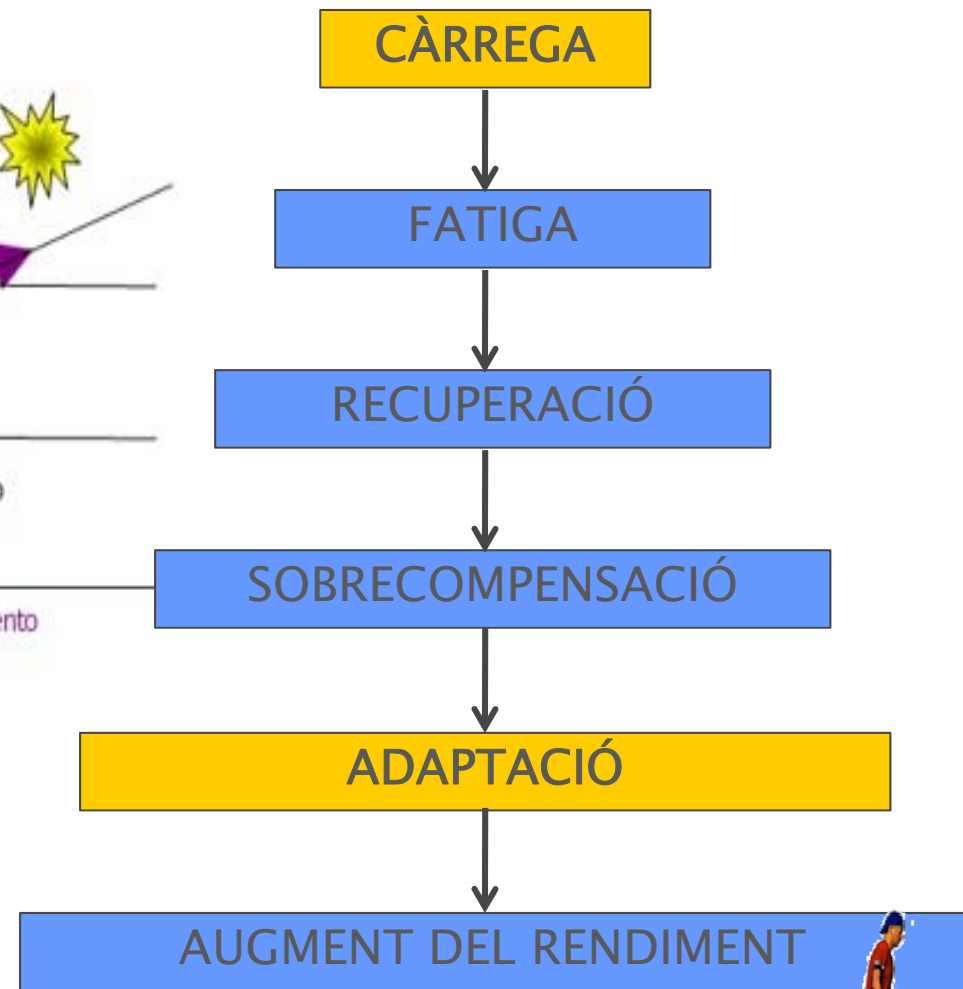 CÀRREGA
FATIGA
RECUPERACIÓ
SOBRECOMPENSACIÓ
ADAPTACIÓ
AUGMENT DEL RENDIMENT